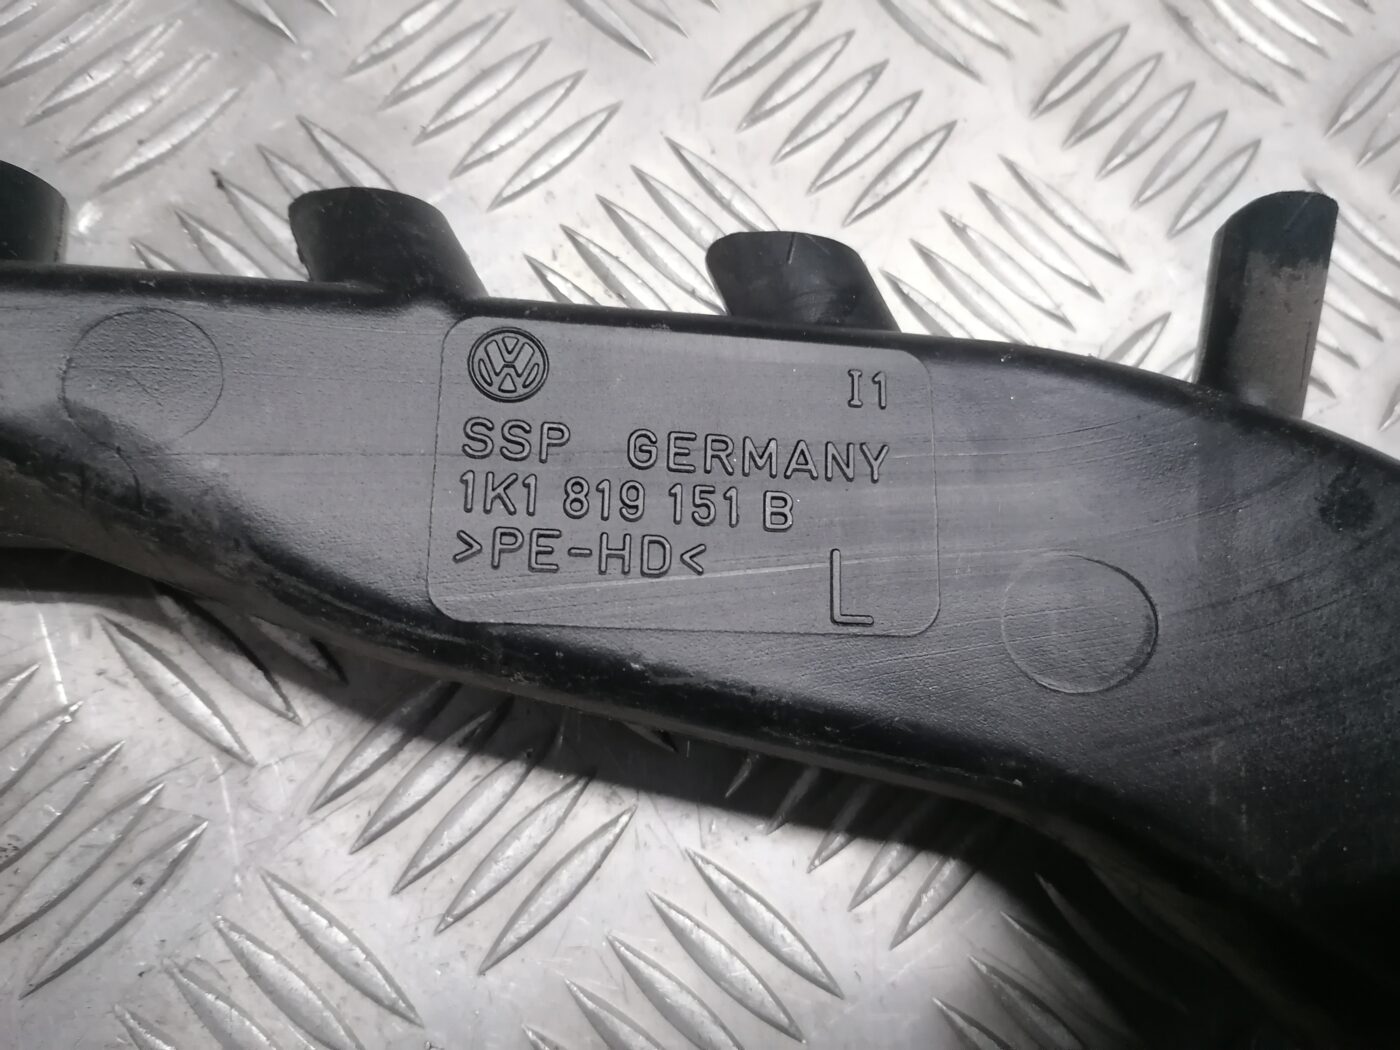 I1
SSP GERMANY
1K1 819 151 B
>PE-HD<
L